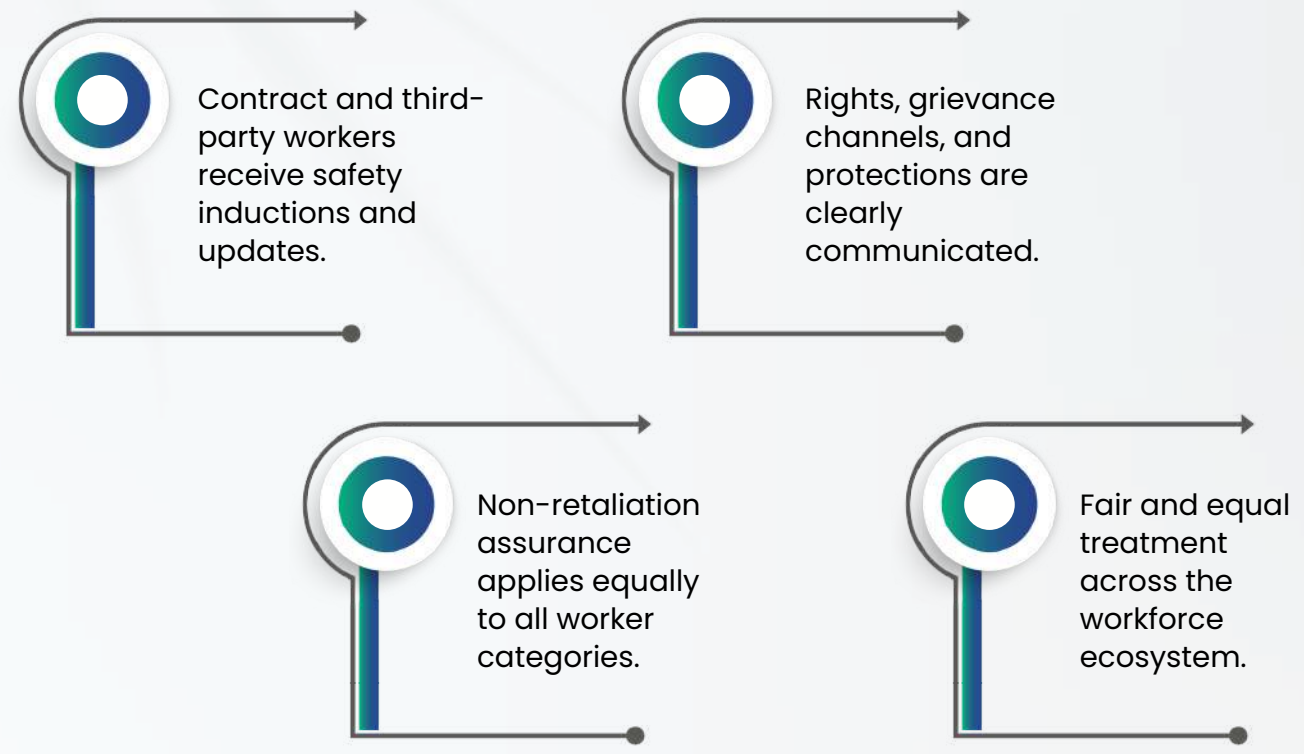 Contract and third-
party workers
receive safety
inductions and
updates.
Rights, grievance
channels, and
protections are
clearly
communicated.
Non-retaliation
assurance
applies equally
to all worker
categories.
Fair and equal
treatment
across the
workforce
ecosystem.